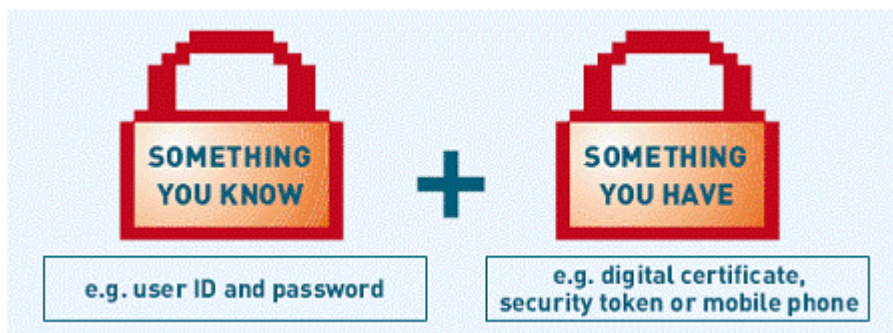 SOMETHING
YOU KNOW
+
SOMETHING
YOU HAVE
e.g. user ID and password
e.g. digital certificate,
security token or mobile phone